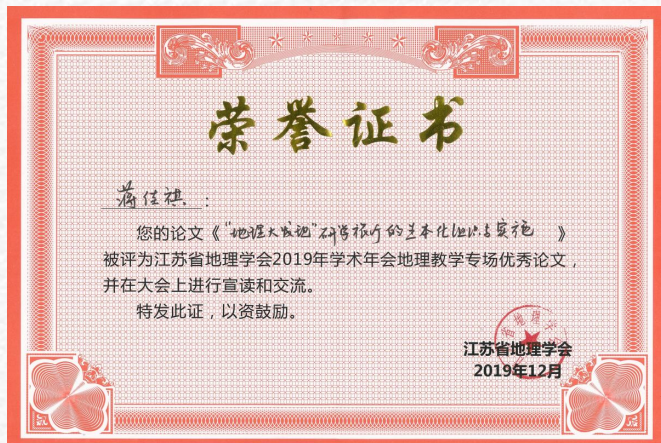 荣誉证书
蒋佳祺：
您的论文《“地理大发现”研学旅行的校本化组织与实施》
被评为江苏省地理学会2019年学术年会地理教学专场优秀论文，
并在大会上进行宣读和交流。
特发此证，以资鼓励。
江苏省地理学会
2019年12月